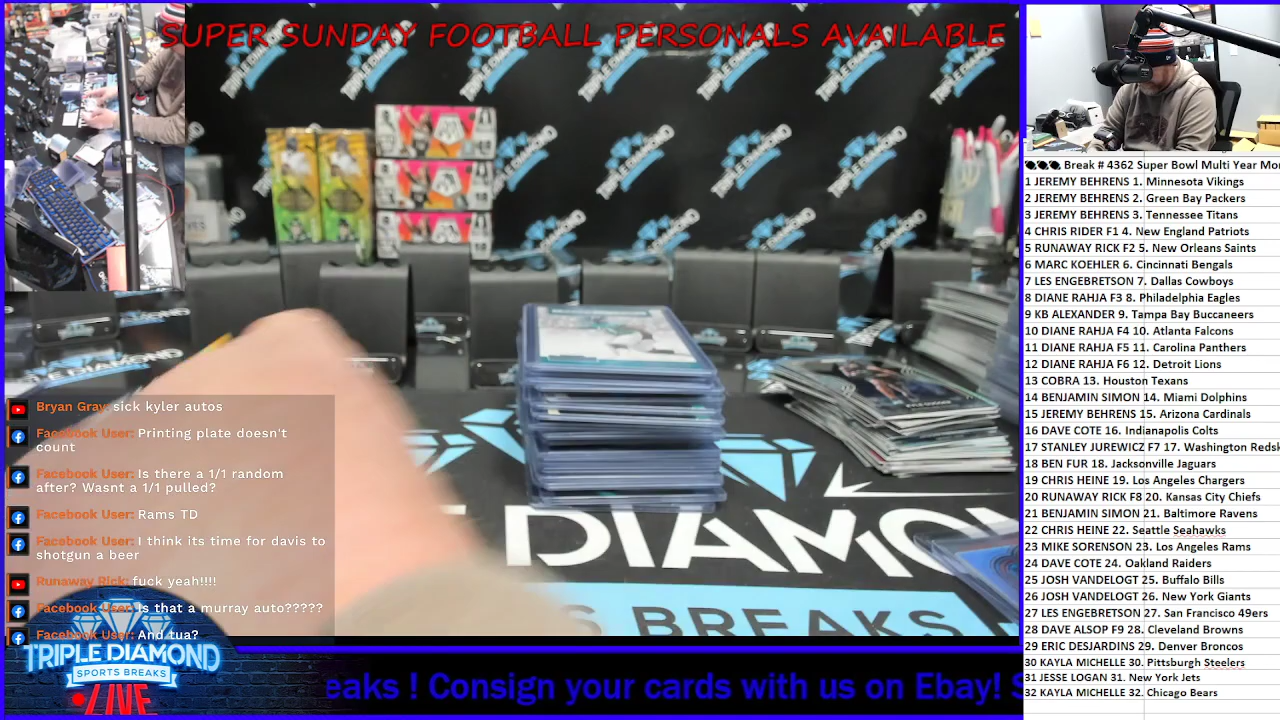 SUPER SUNDAY FOOTBALL PERSONALS AVAILABLE
TRIPLE DIAMOND
DIAMOND
Bryan Gray: sick kyler autos
Facebook User: Printing plate doesn't
count
Facebook User: Is there a 1/1 random
after? Wasnt a 1/1 pulled?
Facebook User: Rams TD
Facebook User: I think its time for davis to
shotgun a beer
Runaway Rick: fuck yeah!!!!
Facebook User: Is that a murray auto?????
Facebook User: And tua?
S BREAKS
TRIPLE DIAMOND
SPORTS BREAKS
LIVE
eaks ! Consign your cards with us on Ebay! S
Break # 4362 Super Bowl Multi Year Mo
1 JEREMY BEHRENS 1. Minnesota Vikings
2 JEREMY BEHRENS 2. Green Bay Packers
3 JEREMY BEHRENS 3. Tennessee Titans
4 CHRIS RIDER F1 4. New England Patriots
5 RUNAWAY RICK F2 5. New Orleans Saints
6 MARC KOEHLER 6. Cincinnati Bengals
7 LES ENGEBRETSON 7. Dallas Cowboys
8 DIANE RAHJA F3 8. Philadelphia Eagles
9 KB ALEXANDER 9. Tampa Bay Buccaneers
10 DIANE RAHJA F4 10. Atlanta Falcons
11 DIANE RAHJA F5 11. Carolina Panthers
12 DIANE RAHJA F6 12. Detroit Lions
13 COBRA 13. Houston Texans
14 BENJAMIN SIMON 14. Miami Dolphins
15 JEREMY BEHRENS 15. Arizona Cardinals
16 DAVE COTE 16. Indianapolis Colts
17 STANLEY JUREWICZ F7 17. Washington Redsk
18 BEN FUR 18. Jacksonville Jaguars
19 CHRIS HEINE 19. Los Angeles Chargers
20 RUNAWAY RICK F8 20. Kansas City Chiefs
21 BENJAMIN SIMON 21. Baltimore Ravens
22 CHRIS HEINE 22. Seattle Seahawks
23 MIKE SORENSON 23. Los Angeles Rams
24 DAVE COTE 24. Oakland Raiders
25 JOSH VANDELOGT 25. Buffalo Bills
26 JOSH VANDELOGT 26. New York Giants
27 LES ENGEBRETSON 27. San Francisco 49ers
28 DAVE ALSOP F9 28. Cleveland Browns
29 BEN FUR F10 29. Denver Broncos
30 KAYLA MICHELLE 30. Pittsburg'h Steelers
31 JESSE LOGAN 31. New York Jets
32 KAYLA MICHELLE 32. Chicago Bears